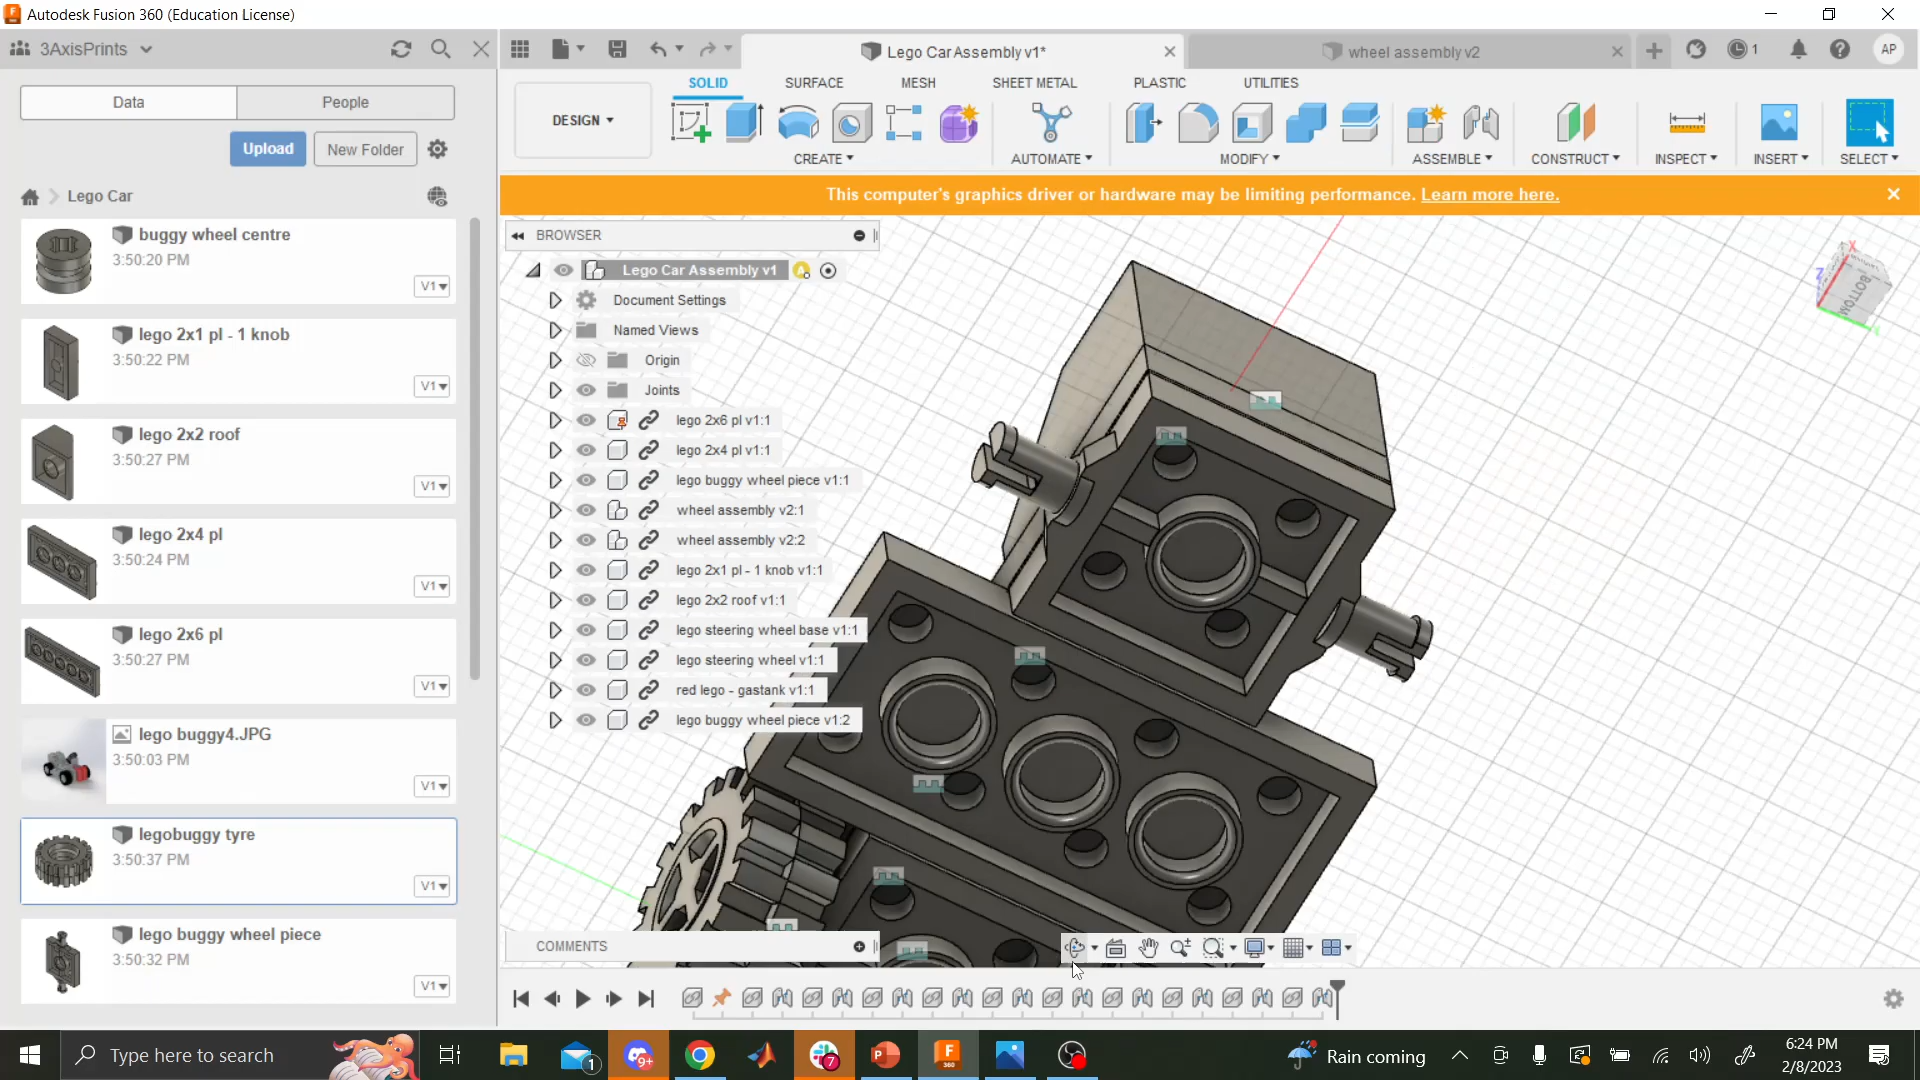 Autodesk Fusion 360 (Education License)
3AxisPrints
Lego Car Assembly v1*
wheel assembly v2
1
AP
Data
People
Upload
New Folder
Lego Car
buggy wheel centre
3:50:20 PM
V1
lego 2x1 pl - 1 knob
3:50:22 PM
V1
lego 2x2 roof
3:50:27 PM
V1
lego 2x4 pl
3:50:24 PM
V1
lego 2x6 pl
3:50:27 PM
V1
lego buggy4.JPG
3:50:03 PM
V1
legobuggy tyre
3:50:37 PM
V1
lego buggy wheel piece
3:50:32 PM
V1
DESIGN
SOLID
SURFACE
MESH
SHEET METAL
PLASTIC
UTILITIES
CREATE
AUTOMATE
MODIFY
ASSEMBLE
CONSTRUCT
INSPECT
INSERT
SELECT
This computer's graphics driver or hardware may be limiting performance. Learn more here.
BROWSER
Lego Car Assembly v1
Document Settings
Named Views
Origin
Joints
lego 2x6 pl v1:1
lego 2x4 pl v1:1
lego buggy wheel piece v1:1
wheel assembly v2:1
wheel assembly v2:2
lego 2x1 pl - 1 knob v1:1
lego 2x2 roof v1:1
lego steering wheel base v1:1
lego steering wheel v1:1
red lego - gastank v1:1
lego buggy wheel piece v1:2
X
Z
BOTTOM
COMMENTS
Type here to search
1
9+
7
F
360
Rain coming
6:24 PM
2/8/2023